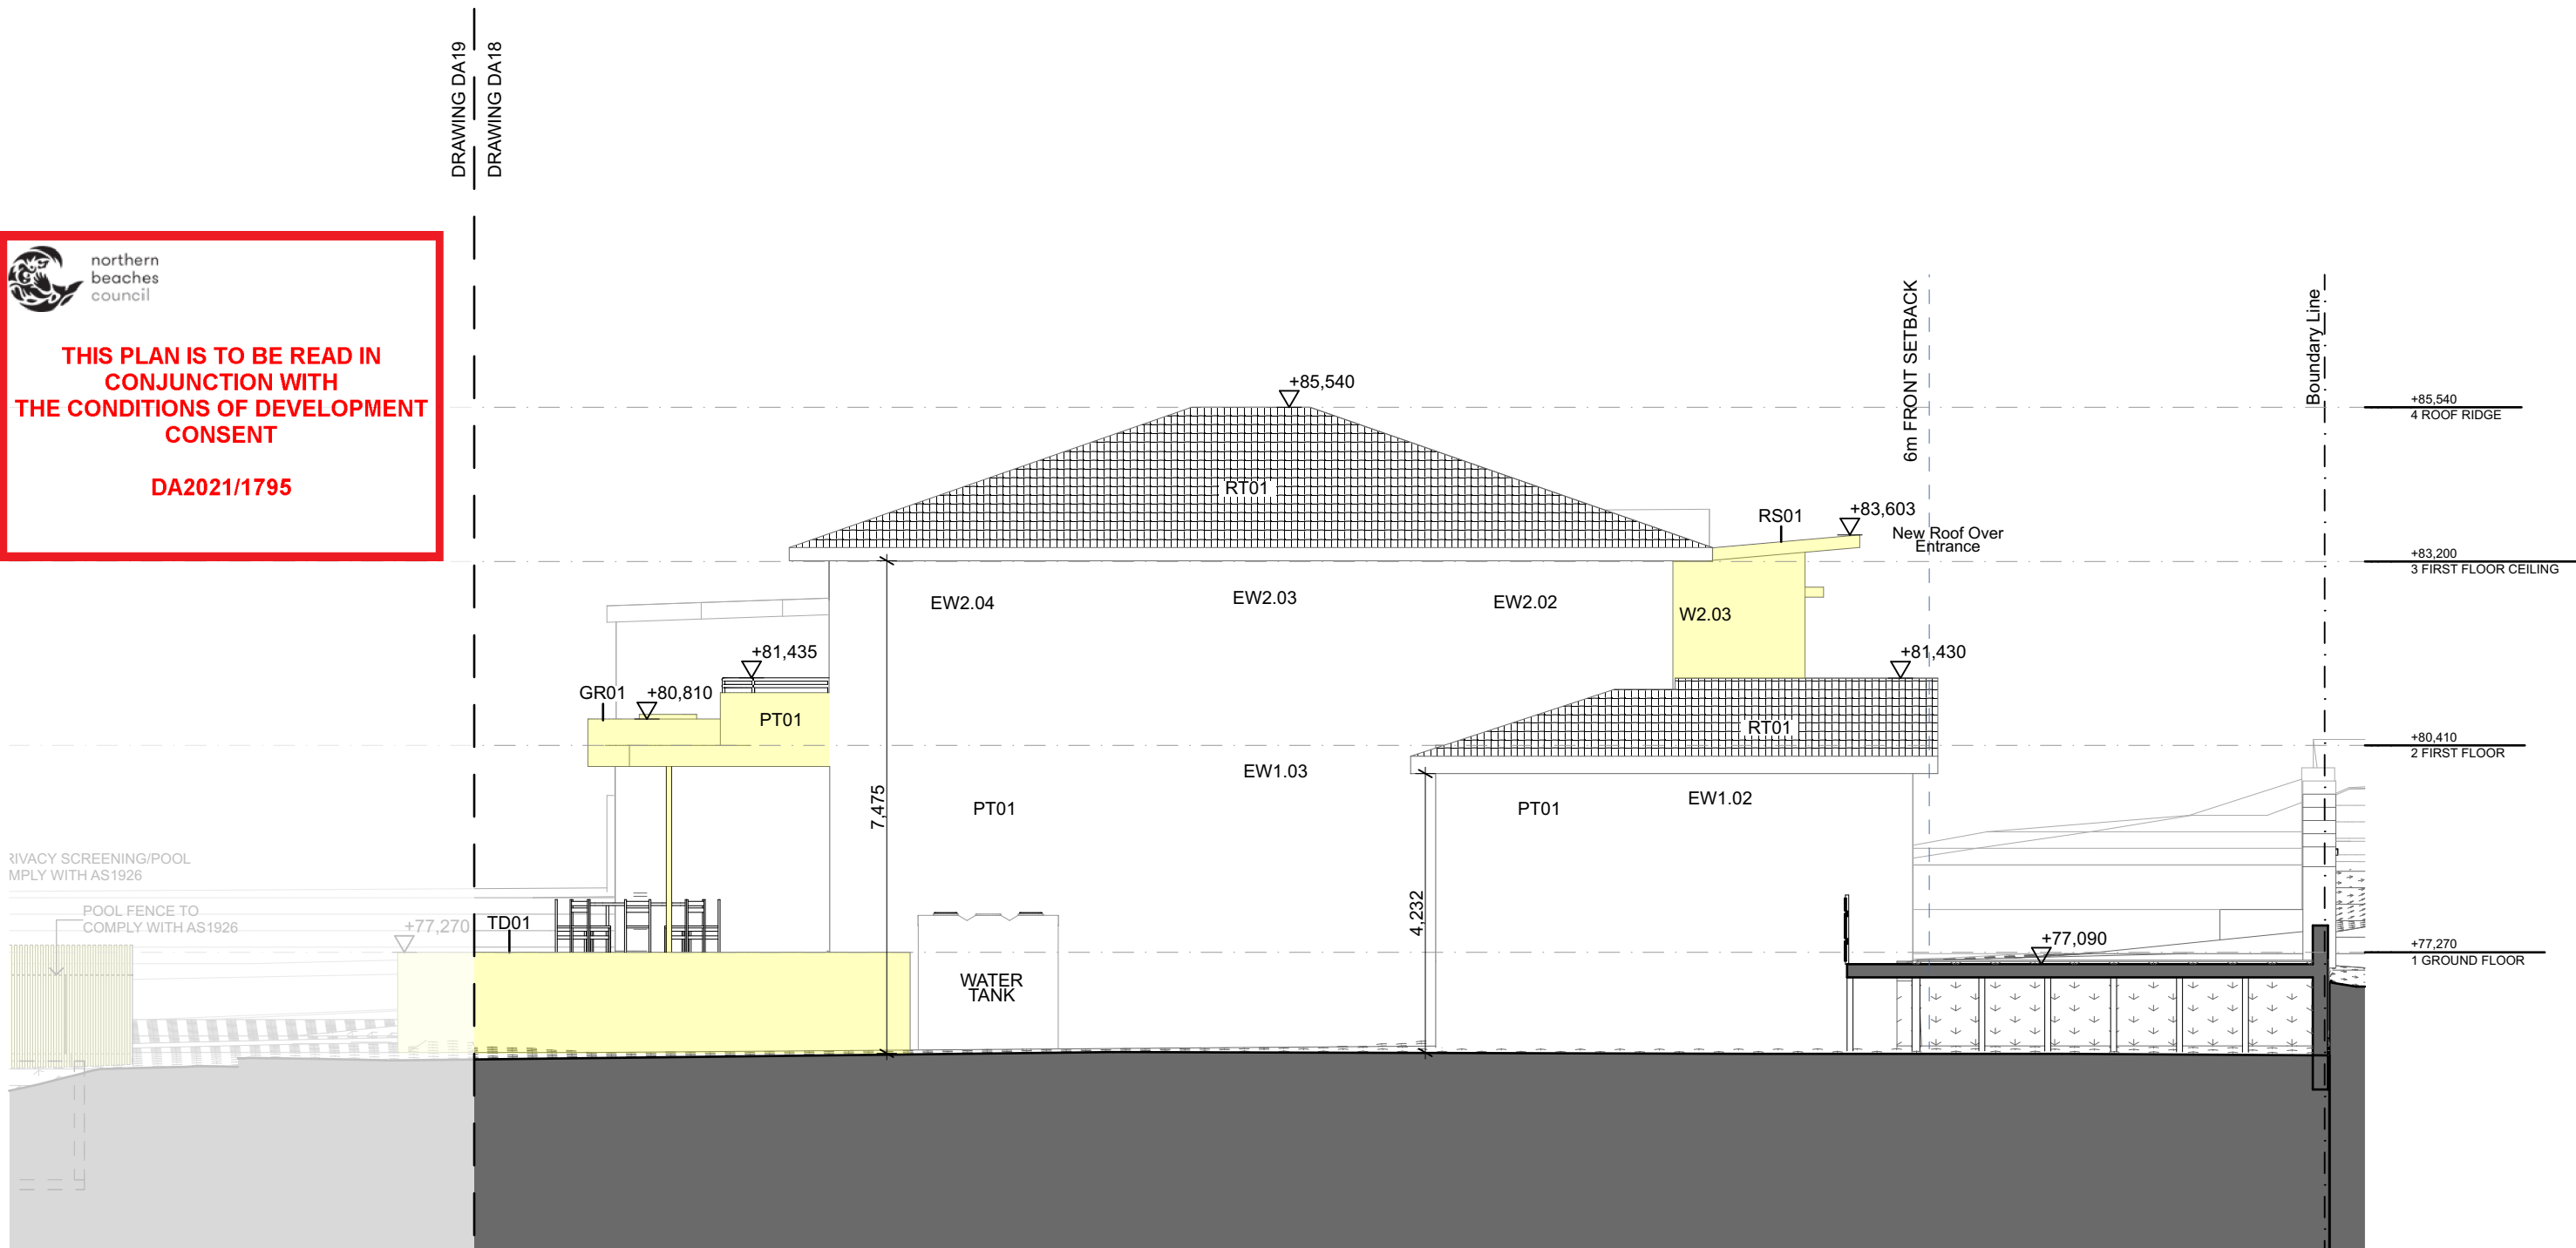 DRAWING DA19
DRAWING DA18
northern
beaches
council
THIS PLAN IS TO BE READ IN
CONJUNCTION WITH
THE CONDITIONS OF DEVELOPMENT
CONSENT
DA2021/1795
6m FRONT SETBACK
Boundary Line
+85,540
+85,540
4 ROOF RIDGE
RT01
RS01
+83,603
New Roof Over
Entrance
+83,200
3 FIRST FLOOR CEILING
EW2.04
EW2.03
EW2.02
W2.03
+81,435
+81,430
GR01
+80,810
PT01
RT01
+80,410
2 FIRST FLOOR
EW1.03
7,475
PT01
PT01
EW1.02
RIVACY SCREENING/POOL
MPLY WITH AS1926
POOL FENCE TO
COMPLY WITH AS1926
+77,270
TD01
4,232
+77,090
+77,270
1 GROUND FLOOR
WATER
TANK